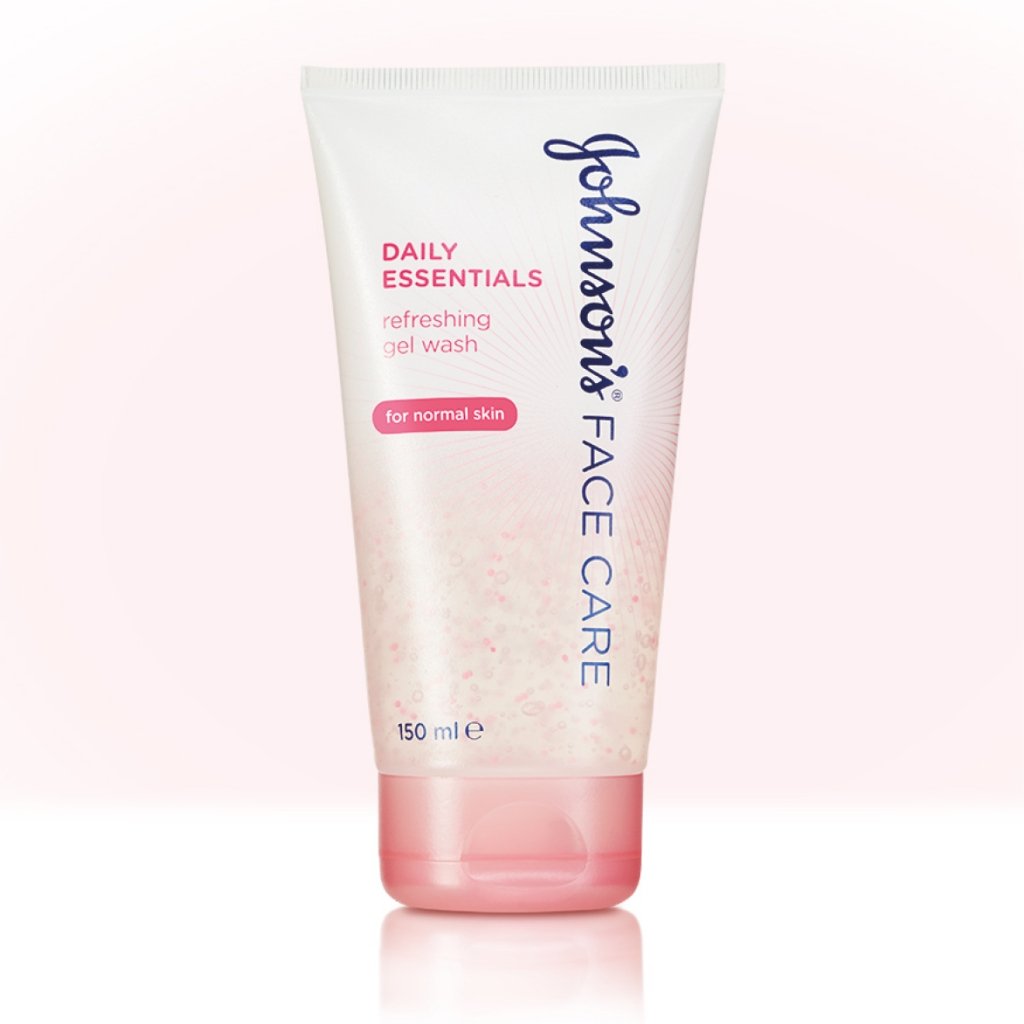 DAILY
ESSENTIALS
refreshing
gel wash
for normal skin
Johnson's® FACE CARE
150 ml ℮